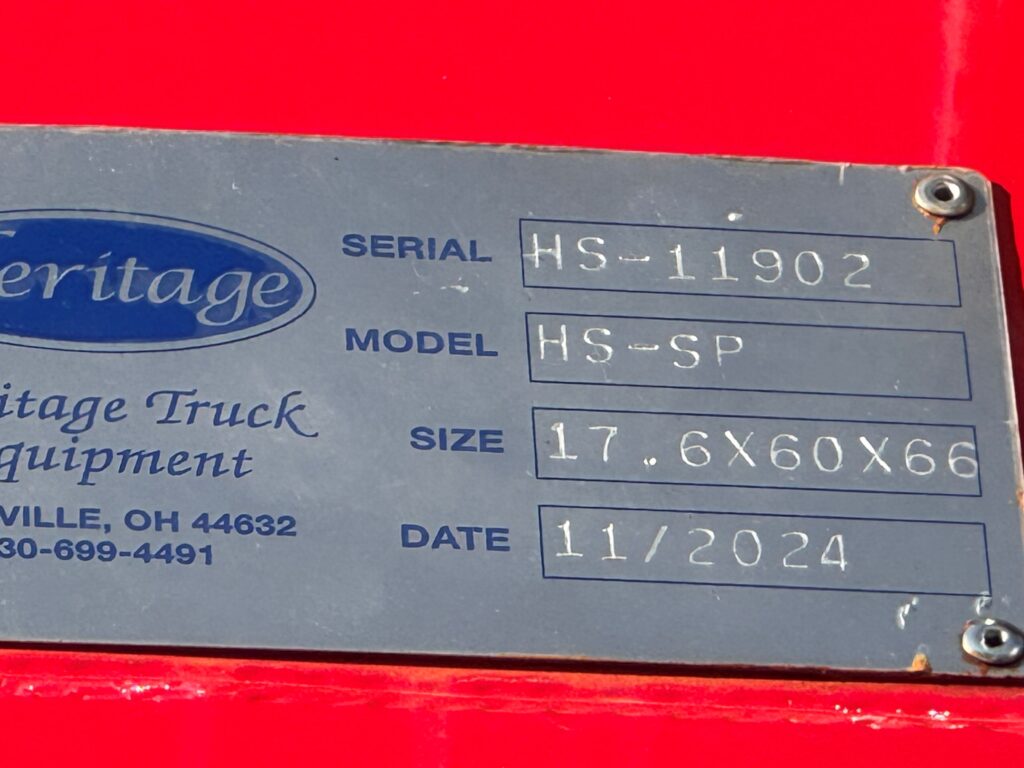 eritage
itage Truck
quipment
VILLE, OH 44632
30-699-4491
SERIAL HS-11902
MODEL HS-SP
SIZE 17.6X60X66
DATE 11/2024